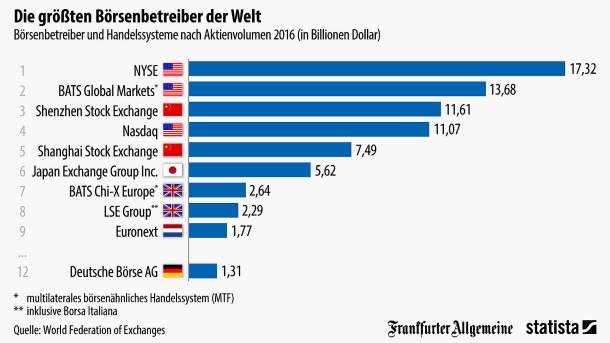 Die größten Börsenbetreiber der Welt
Börsenbetreiber und Handelssysteme nach Aktienvolumen 2016 (in Billionen Dollar)
1 NYSE 17,32
2 BATS Global Markets* 13,68
3 Shenzhen Stock Exchange 11,61
4 Nasdaq 11,07
5 Shanghai Stock Exchange 7,49
6 Japan Exchange Group Inc. 5,62
7 BATS Chi-X Europe* 2,64
8 LSE Group** 2,29
9 Euronext 1,77
...
12 Deutsche Börse AG 1,31
* multilaterales börsenähnliches Handelssystem (MTF)
** inklusive Borsa Italiana
Quelle: World Federation of Exchanges
Frankfurter Allgemeine statista